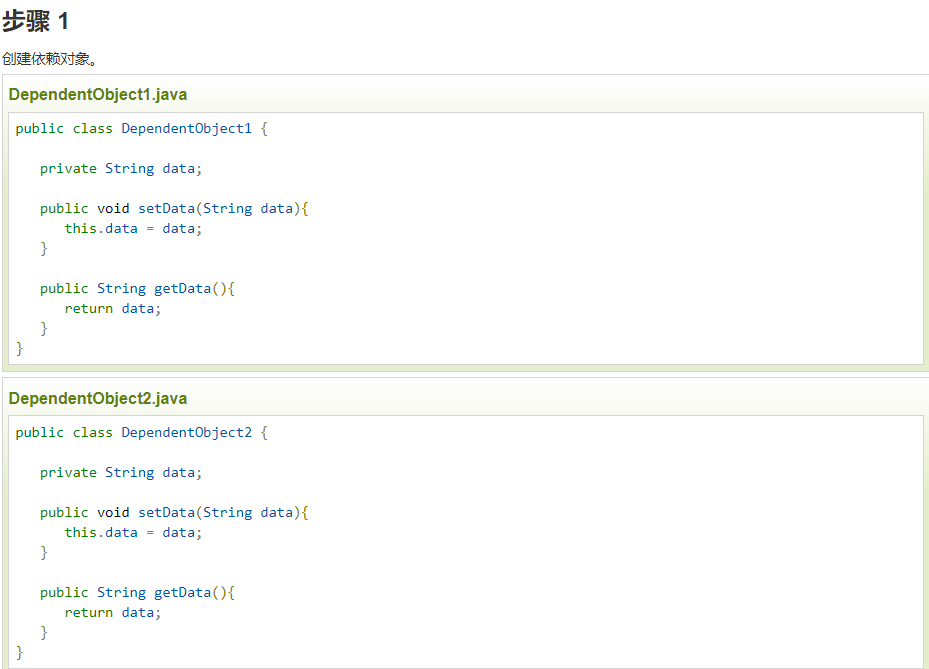 步骤 1
创建依赖对象。
DependentObject1.java
public class DependentObject1 {
   private String data;
   public void setData(String data){
      this.data = data;
   }
   public String getData(){
      return data;
   }
}
DependentObject2.java
public class DependentObject2 {
   private String data;
   public void setData(String data){
      this.data = data;
   }
   public String getData(){
      return data;
   }
}